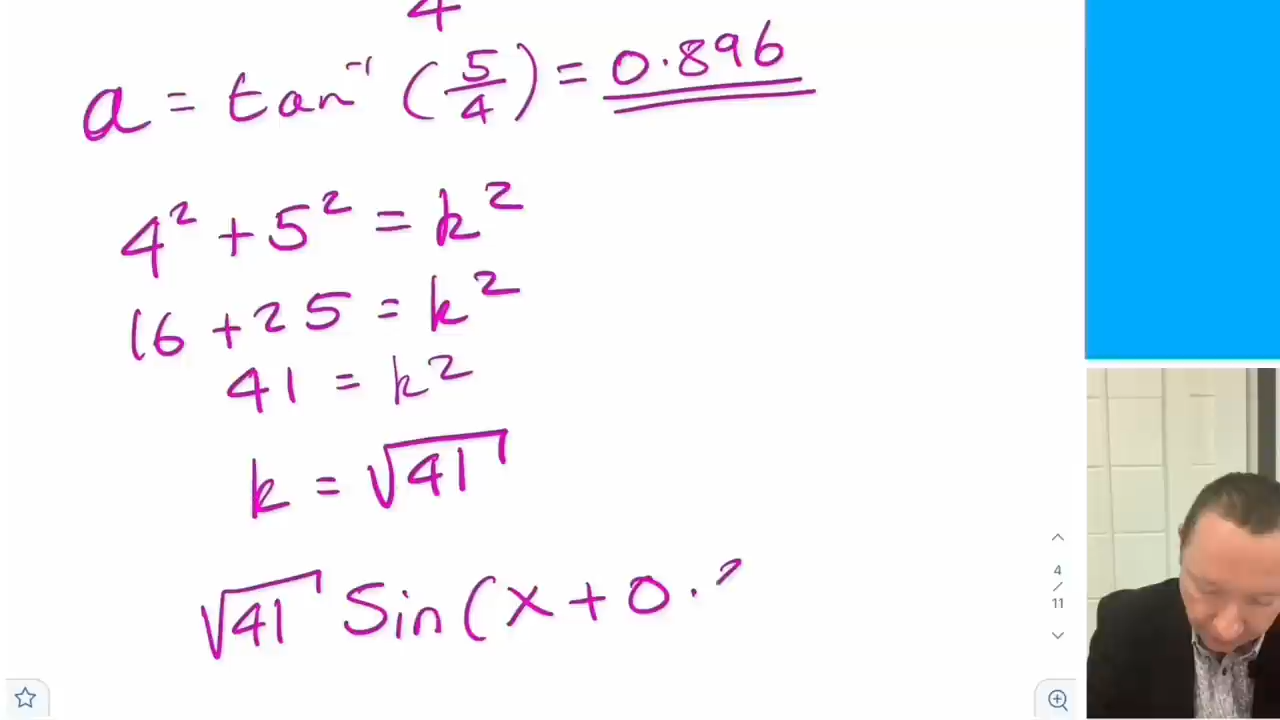 4
a = tan⁻¹ (5/4) = 0.896
4² + 5² = k²
16 + 25 = k²
41 = k²
k = √41
√41 Sin(x + 0.
4
/
11